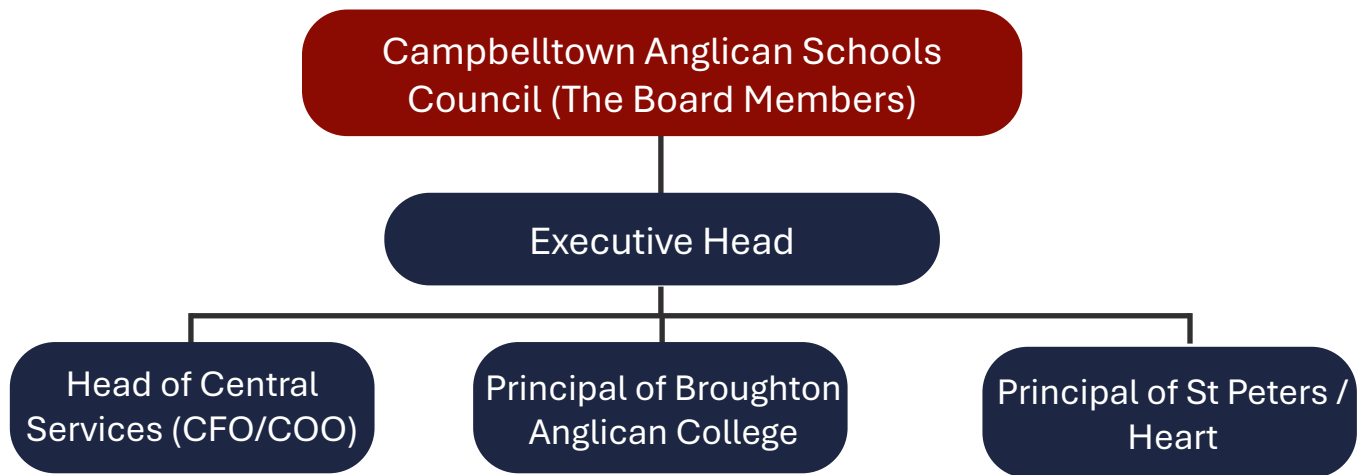 Campbelltown Anglican Schools
Council (The Board Members)
Executive Head
Head of Central
Services (CFO/COO)
Principal of Broughton
Anglican College
Principal of St Peters /
Heart